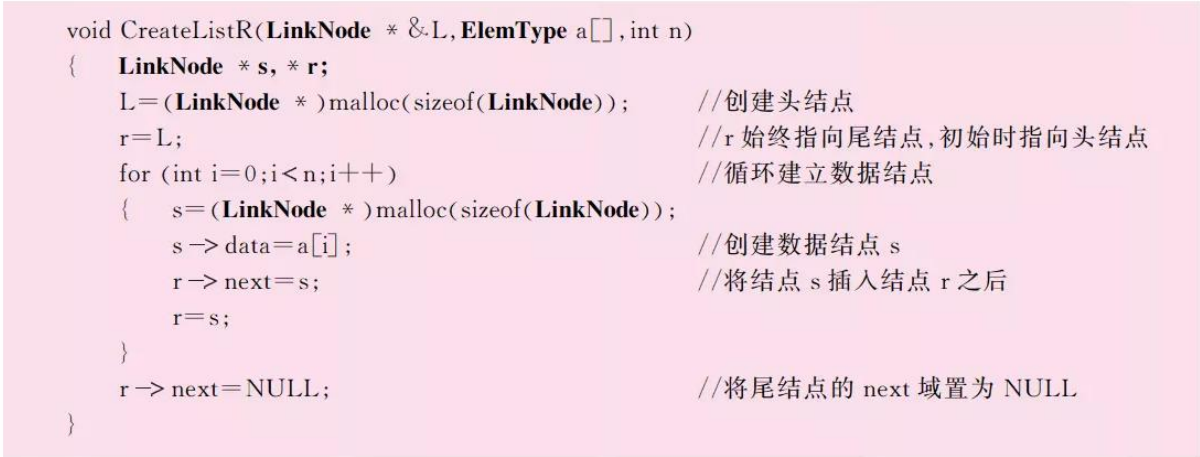 void CreateListR(LinkNode * &L,ElemType a[],int n)
{ LinkNode * s, * r;
L=(LinkNode * )malloc(sizeof(LinkNode)); //创建头结点
r=L; //r 始终指向尾结点,初始时指向头结点
for (int i=0;i<n;i++) //循环建立数据结点
{ s=(LinkNode * )malloc(sizeof(LinkNode));
s->data=a[i]; //创建数据结点 s
r->next=s; //将结点 s 插入结点 r 之后
r=s;
}
r->next=NULL; //将尾结点的 next 域置为 NULL
}